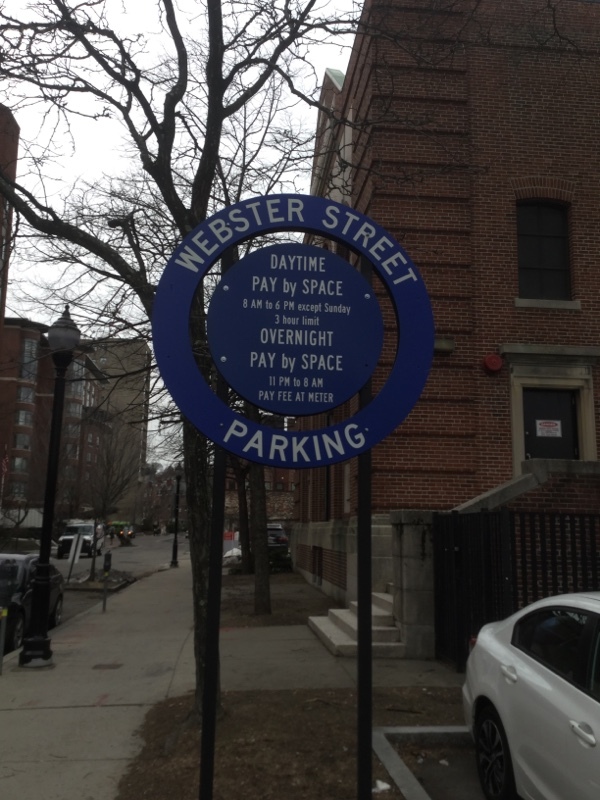 WEBSTER STREET
DAYTIME
PAY by SPACE
8 AM to 6 PM except Sunday
3 hour limit
OVERNIGHT
PAY by SPACE
11 PM to 8 AM
PAY FEE AT METER
PARKING